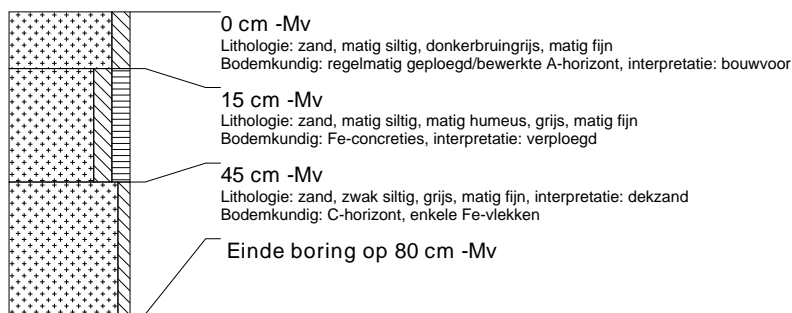 0 cm -Mv
Lithologie: zand, matig siltig, donkerbruingrijs, matig fijn
Bodemkundig: regelmatig geploegd/bewerkte A-horizont, interpretatie: bouwvoor
15 cm -Mv
Lithologie: zand, matig siltig, matig humeus, grijs, matig fijn
Bodemkundig: Fe-concreties, interpretatie: verploegd
45 cm -Mv
Lithologie: zand, zwak siltig, grijs, matig fijn, interpretatie: dekzand
Bodemkundig: C-horizont, enkele Fe-vlekken
Einde boring op 80 cm -Mv